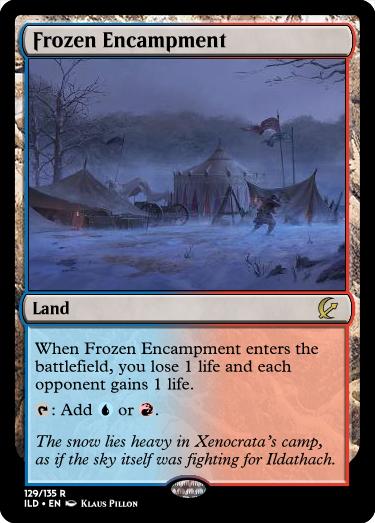 Frozen Encampment
Land
When Frozen Encampment enters the
battlefield, you lose 1 life and each
opponent gains 1 life.
: Add or .
The snow lies heavy in Xenocrata's camp,
as if the sky itself was fighting for Ildathach.
129/135 R
ILD • EN Klaus Pillon